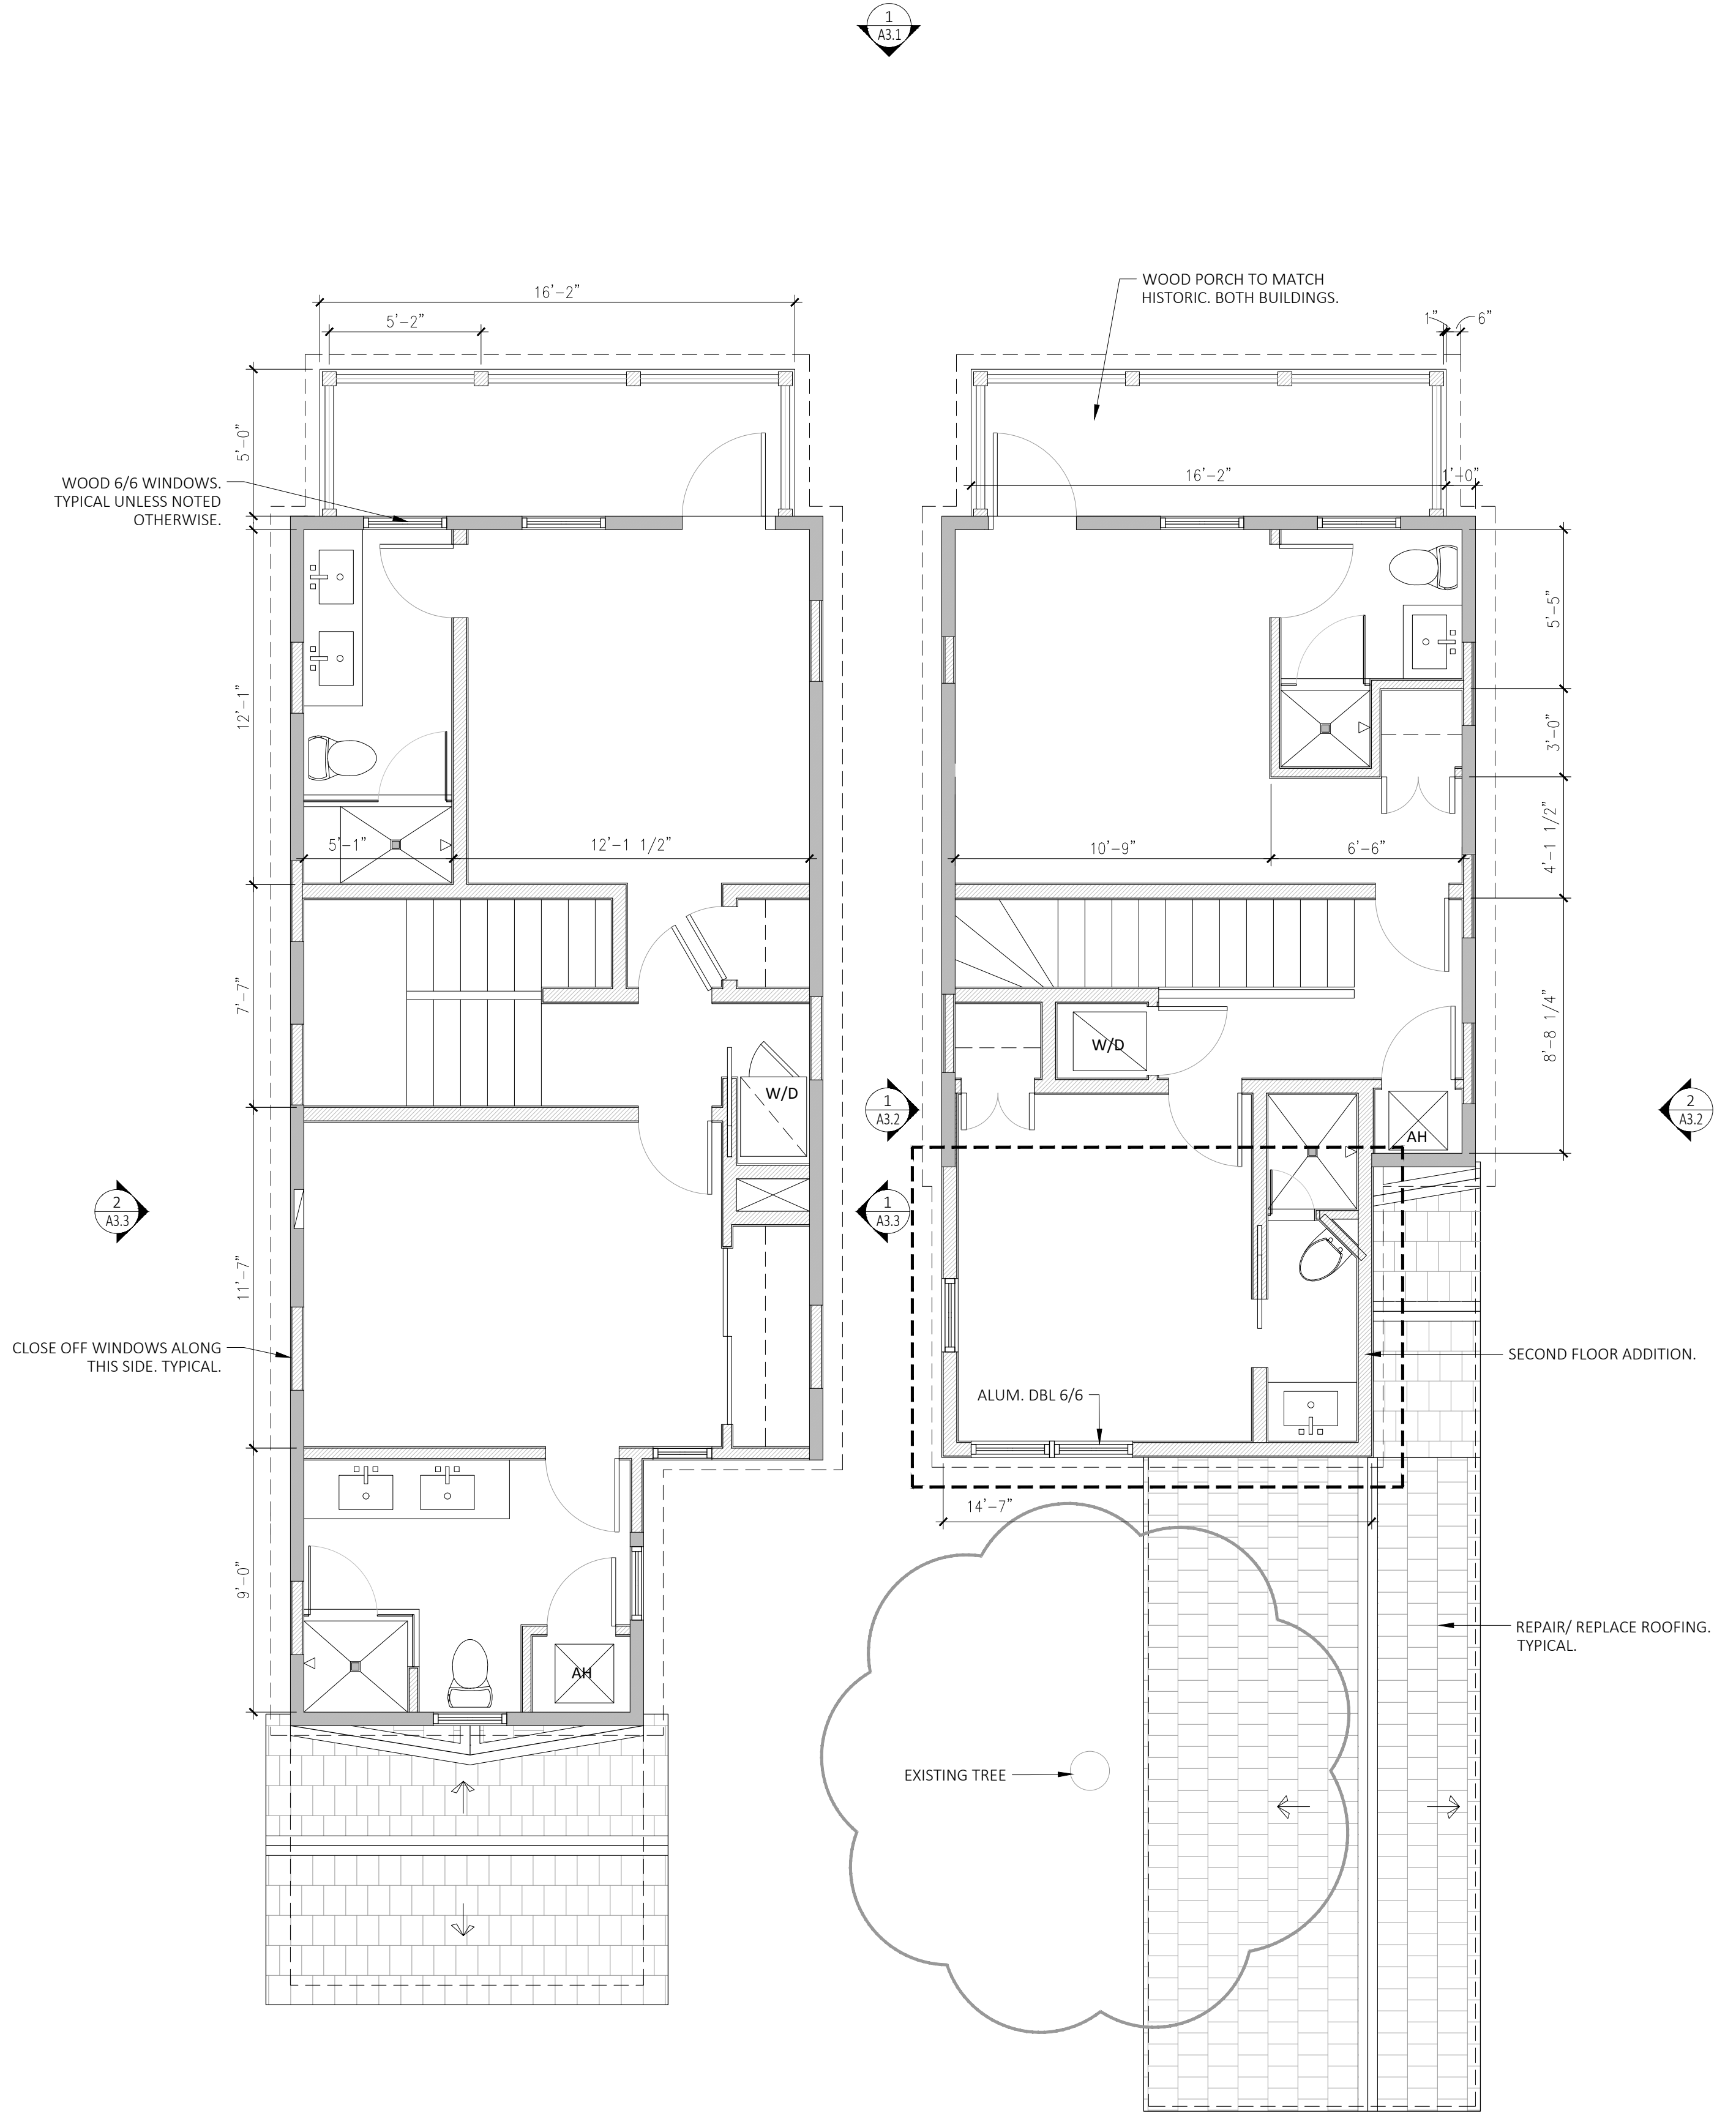 1
A3.1
WOOD PORCH TO MATCH
HISTORIC. BOTH BUILDINGS.
16'-2"
5'-2"
1"
6"
5'-0"
WOOD 6/6 WINDOWS.
TYPICAL UNLESS NOTED
OTHERWISE.
16'-2"
1'-0"
12'-1"
5'-5"
3'-0"
5'-1"
12'-1 1/2"
10'-9"
6'-6"
4'-1 1/2"
7'-7"
8'-8 1/4"
W/D
W/D
1
A3.2
2
A3.2
AH
2
A3.3
1
A3.3
11'-7"
CLOSE OFF WINDOWS ALONG
THIS SIDE. TYPICAL.
SECOND FLOOR ADDITION.
ALUM. DBL 6/6
14'-7"
9'-0"
AH
REPAIR/ REPLACE ROOFING.
TYPICAL.
EXISTING TREE